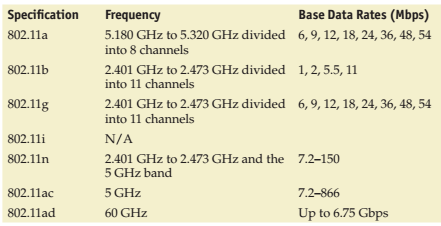 Specification Frequency Base Data Rates (Mbps)
802.11a 5.180 GHz to 5.320 GHz divided 6, 9, 12, 18, 24, 36, 48, 54
into 8 channels
802.11b 2.401 GHz to 2.473 GHz divided 1, 2, 5.5, 11
into 11 channels
802.11g 2.401 GHz to 2.473 GHz divided 6, 9, 12, 18, 24, 36, 48, 54
into 11 channels
802.11i N/A
802.11n 2.401 GHz to 2.473 GHz and the 7.2–150
5 GHz band
802.11ac 5 GHz 7.2–866
802.11ad 60 GHz Up to 6.75 Gbps